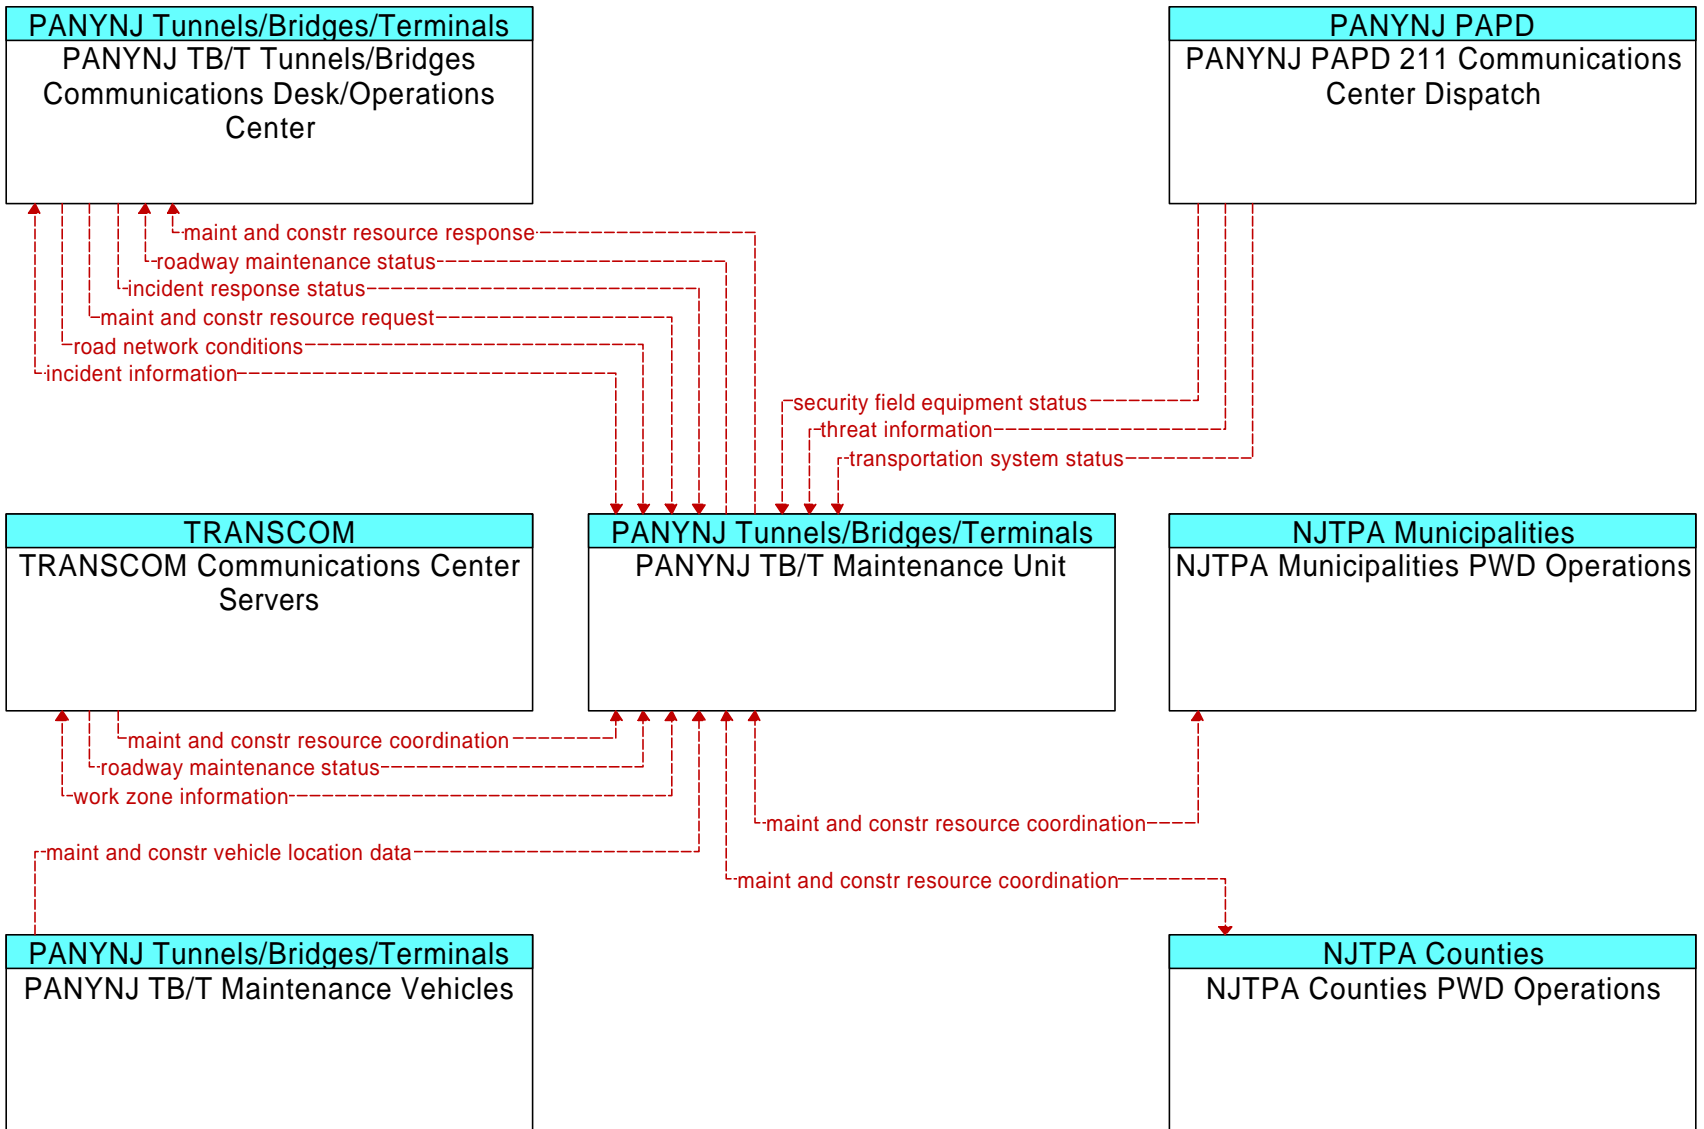 PANYNJ Tunnels/Bridges/Terminals
PANYNJ TB/T Tunnels/Bridges
Communications Desk/Operations
Center
PANYNJ PAPD
PANYNJ PAPD 211 Communications
Center Dispatch
maint and constr resource response
roadway maintenance status
incident response status
maint and constr resource request
road network conditions
incident information
security field equipment status
threat information
transportation system status
TRANSCOM
TRANSCOM Communications Center
Servers
PANYNJ Tunnels/Bridges/Terminals
PANYNJ TB/T Maintenance Unit
NJTPA Municipalities
NJTPA Municipalities PWD Operations
maint and constr resource coordination
roadway maintenance status
work zone information
maint and constr resource coordination
maint and constr vehicle location data
maint and constr resource coordination
PANYNJ Tunnels/Bridges/Terminals
PANYNJ TB/T Maintenance Vehicles
NJTPA Counties
NJTPA Counties PWD Operations